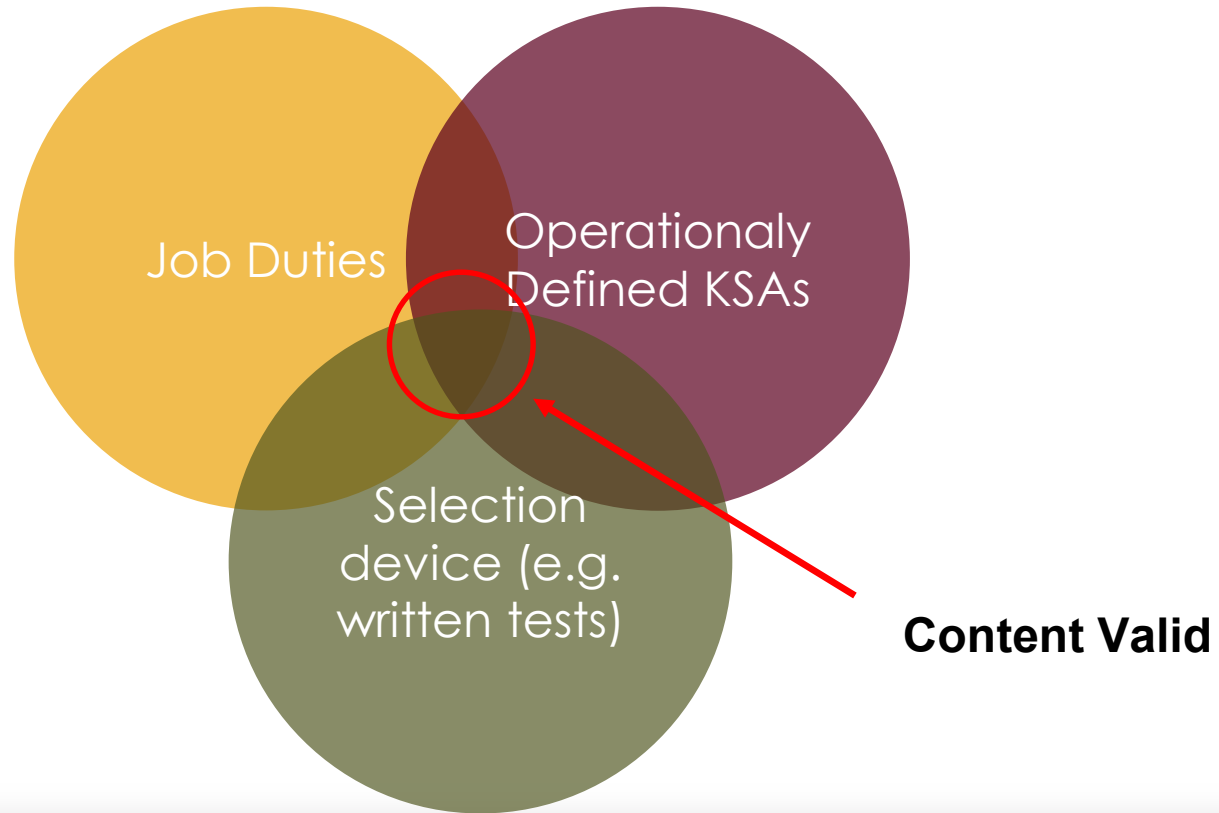 Job Duties
Operationaly
Defined KSAs
Selection
device (e.g.
written tests)
Content Valid